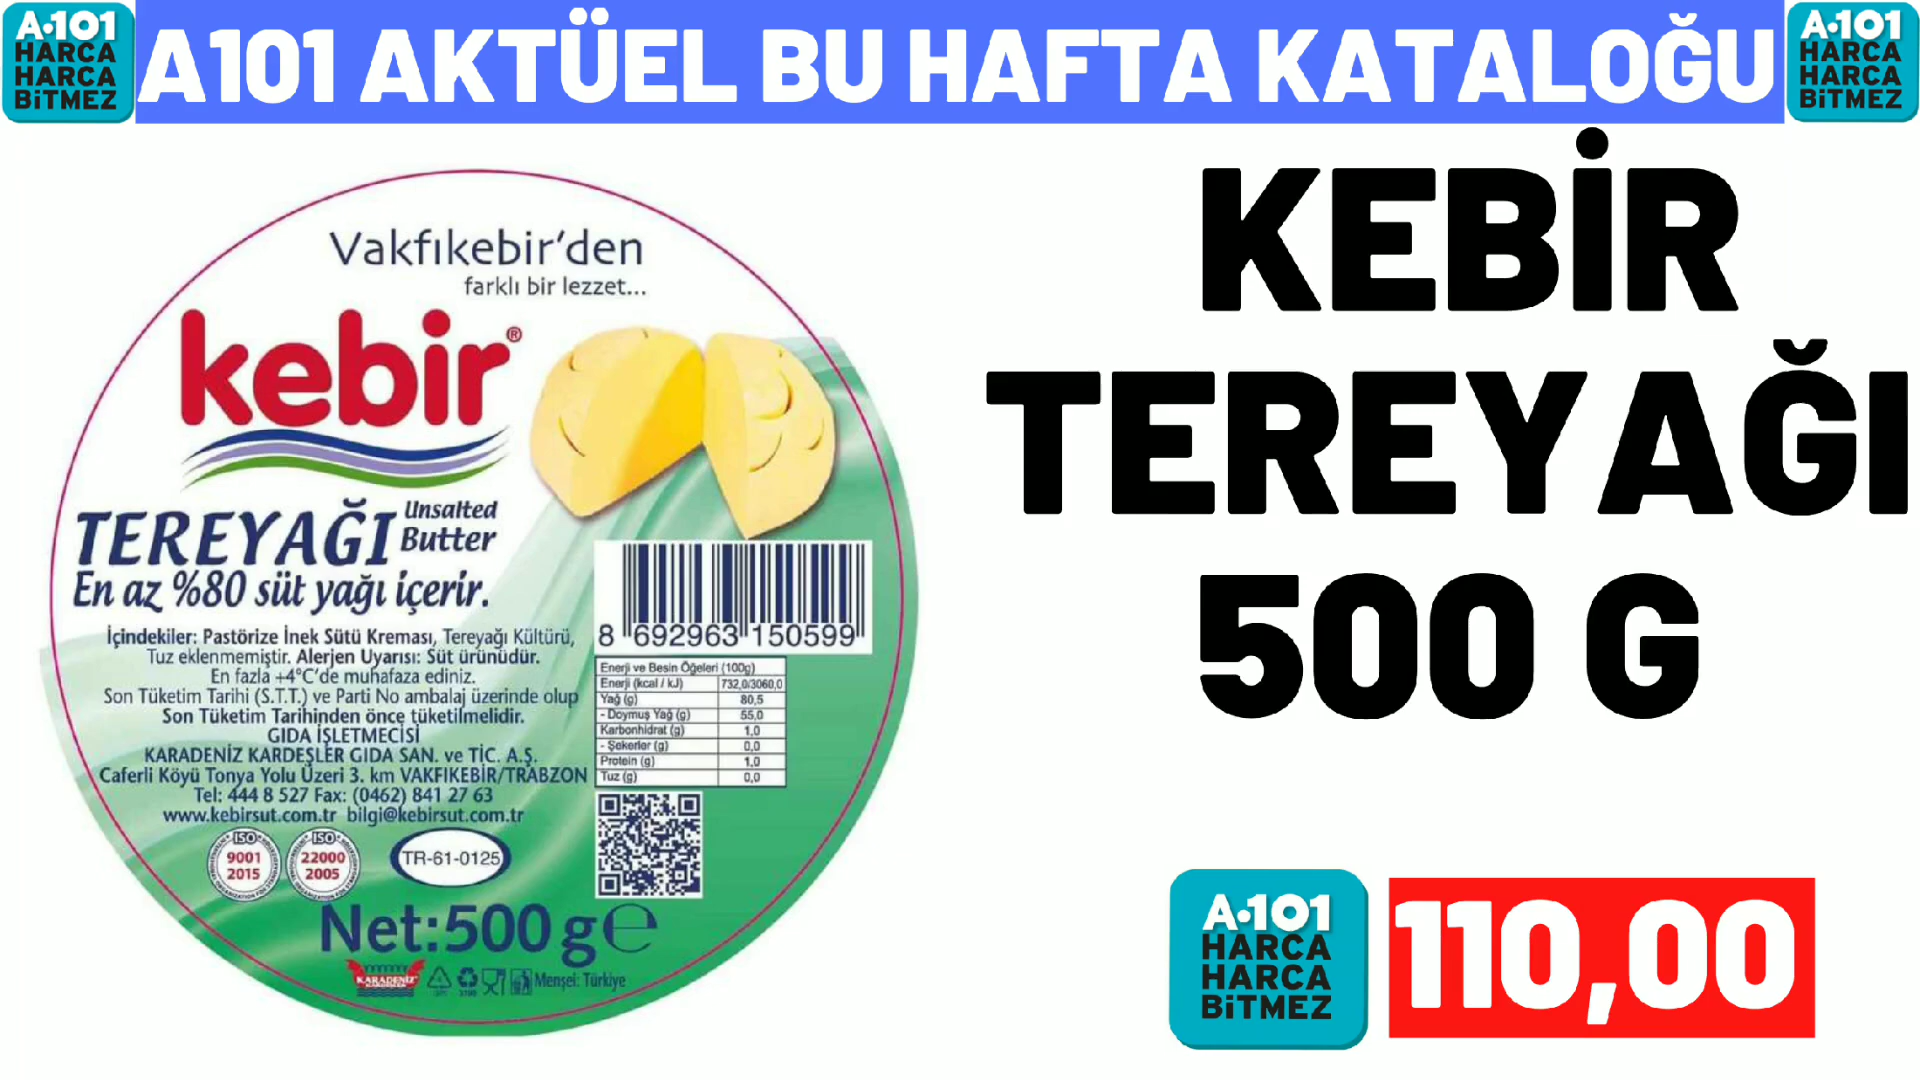 A101
HARCA
HARCA
BiTMEZ
A101 AKTÜEL BU HAFTA KATALOĞU
A101
HARCA
HARCA
BiTMEZ
Vakfıkebir’den
farklı bir lezzet...
kebir®
TEREYAĞI Unsalted
Butter
En az %80 süt yağı içerir.
İçindekiler: Pastörize İnek Sütü Kreması, Tereyağı Kültürü,
Tuz eklenmemiştir. Alerjen Uyarısı: Süt ürünüdür.
En fazla +4°C’de muhafaza ediniz.
Son Tüketim Tarihi (S.T.T.) ve Parti No ambalaj üzerinde olup
Son Tüketim Tarihinden önce tüketilmelidir.
GIDA İŞLETMECİSİ
KARADENİZ KARDEŞLER GIDA SAN. ve TİC. A.Ş.
Caferli Köyü Tonya Yolu Üzeri 3. km VAKFIKEBİR/TRABZON
Tel: 444 8 527 Fax: (0462) 841 27 63
www.kebirsut.com.tr bilgi@kebirsut.com.tr
8 692963 150599
Enerji ve Besin Öğeleri (100g)
Enerji (kcal / kJ) 732,0/3060,0
Yağ (g) 80,5
- Doymuş Yağ (g) 55,0
Karbonhidrat (g) 1,0
- Şekerler (g) 0,0
Protein (g) 1,0
Tuz (g) 0,0
ISO
9001
2015
ISO
22000
2005
TR-61-0125
Net:500 g e
KARADENİZ
Menşei: Türkiye
KEBİR
TEREYAĞI
500 G
A101
HARCA
HARCA
BiTMEZ
110,00